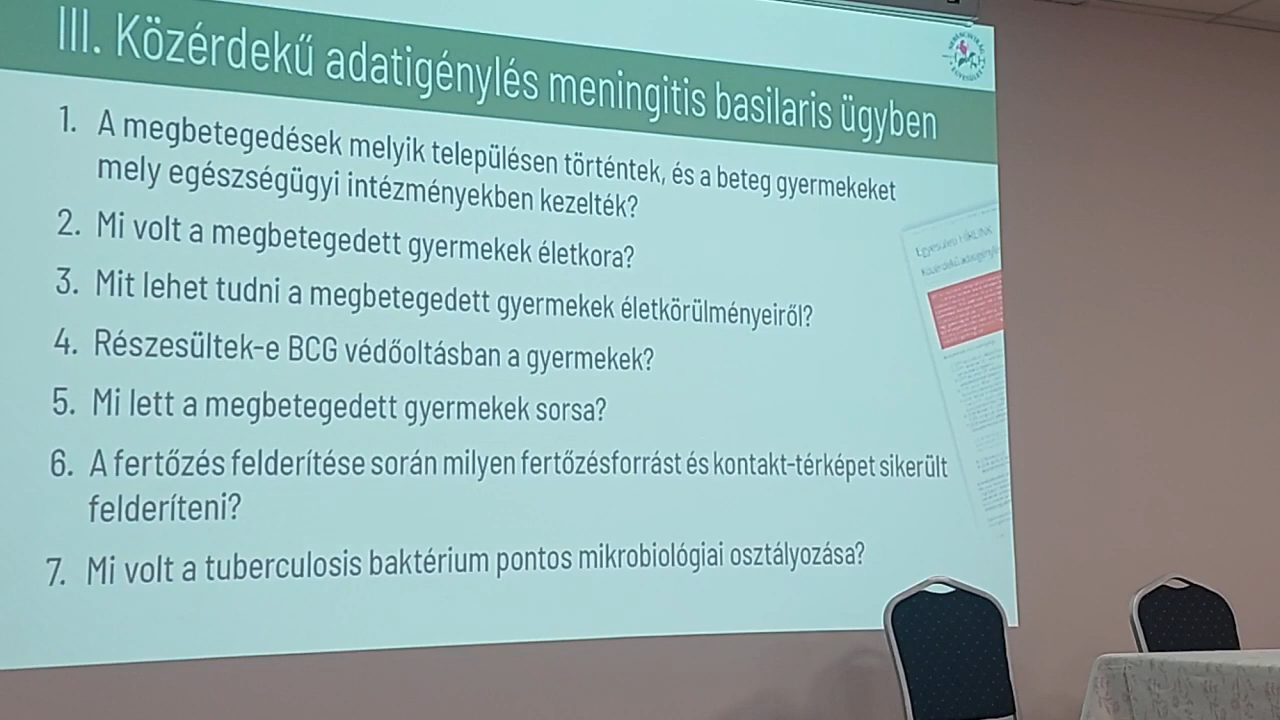 III. Közérdekű adatigénylés meningitis basilaris ügyben
1. A megbetegedések melyik településen történtek, és a beteg gyermekeket
mely egészségügyi intézményekben kezelték?
2. Mi volt a megbetegedett gyermekek életkora?
3. Mit lehet tudni a megbetegedett gyermekek életkörülményeiről?
4. Részesültek-e BCG védőoltásban a gyermekek?
5. Mi lett a megbetegedett gyermekek sorsa?
6. A fertőzés felderítése során milyen fertőzésforrást és kontakt-térképet sikerült
felderíteni?
7. Mi volt a tuberculosis baktérium pontos mikrobiológiai osztályozása?